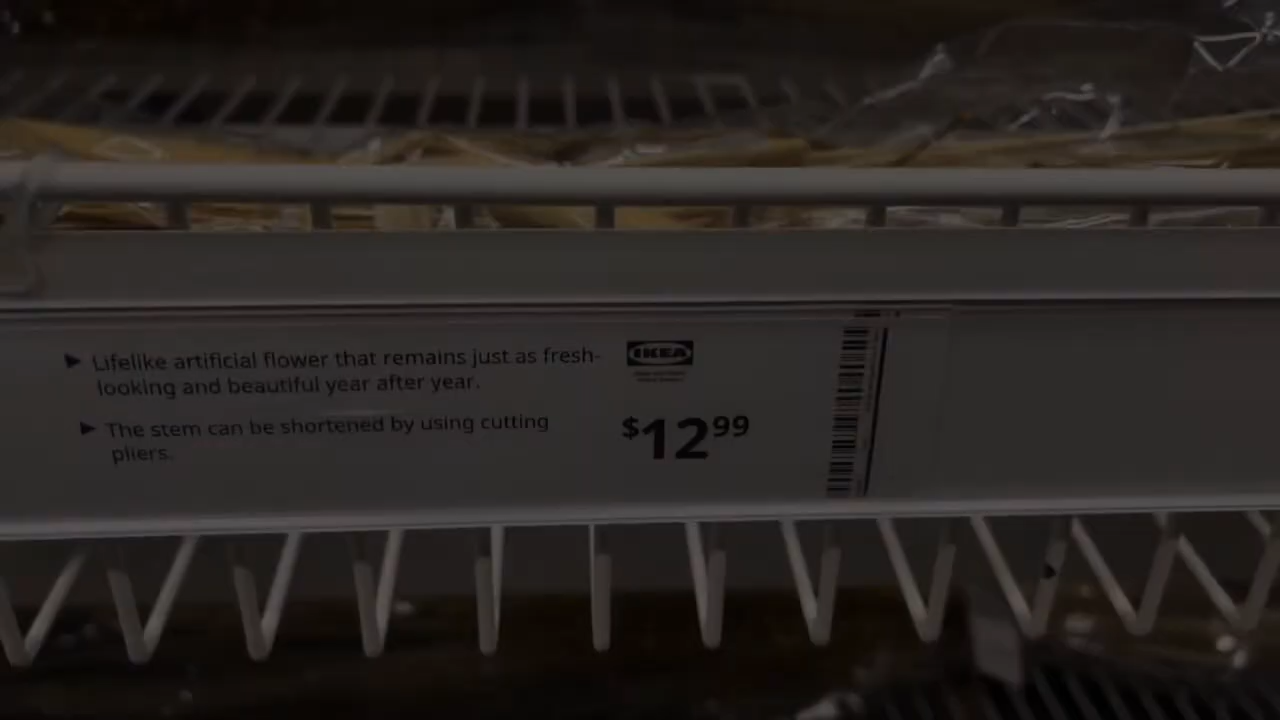 ▶ Lifelike artificial flower that remains just as fresh-
looking and beautiful year after year.
▶ The stem can be shortened by using cutting
pliers.
IKEA
$12 99